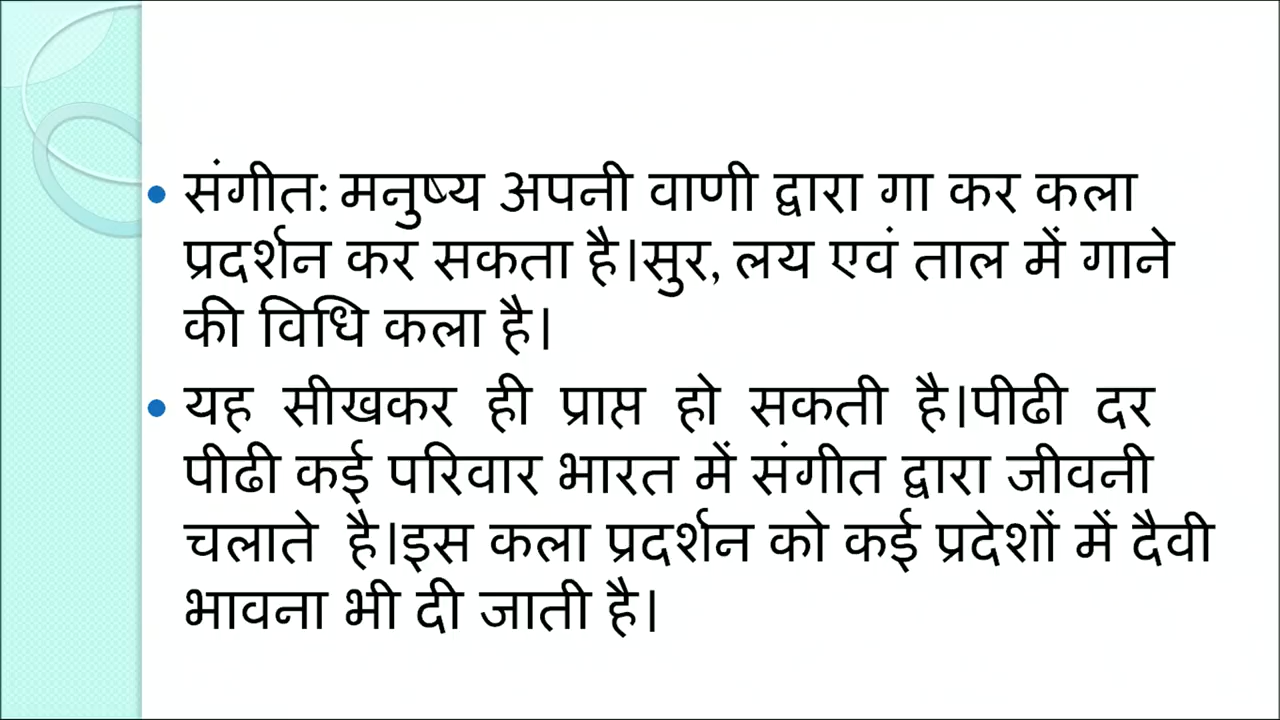 • संगीत: मनुष्य अपनी वाणी द्वारा गा कर कला
प्रदर्शन कर सकता है।सुर, लय एवं ताल में गाने
की विधि कला है।
• यह सीखकर ही प्राप्त हो सकती है।पीढी दर
पीढी कई परिवार भारत में संगीत द्वारा जीवनी
चलाते है।इस कला प्रदर्शन को कई प्रदेशों में दैवी
भावना भी दी जाती है।